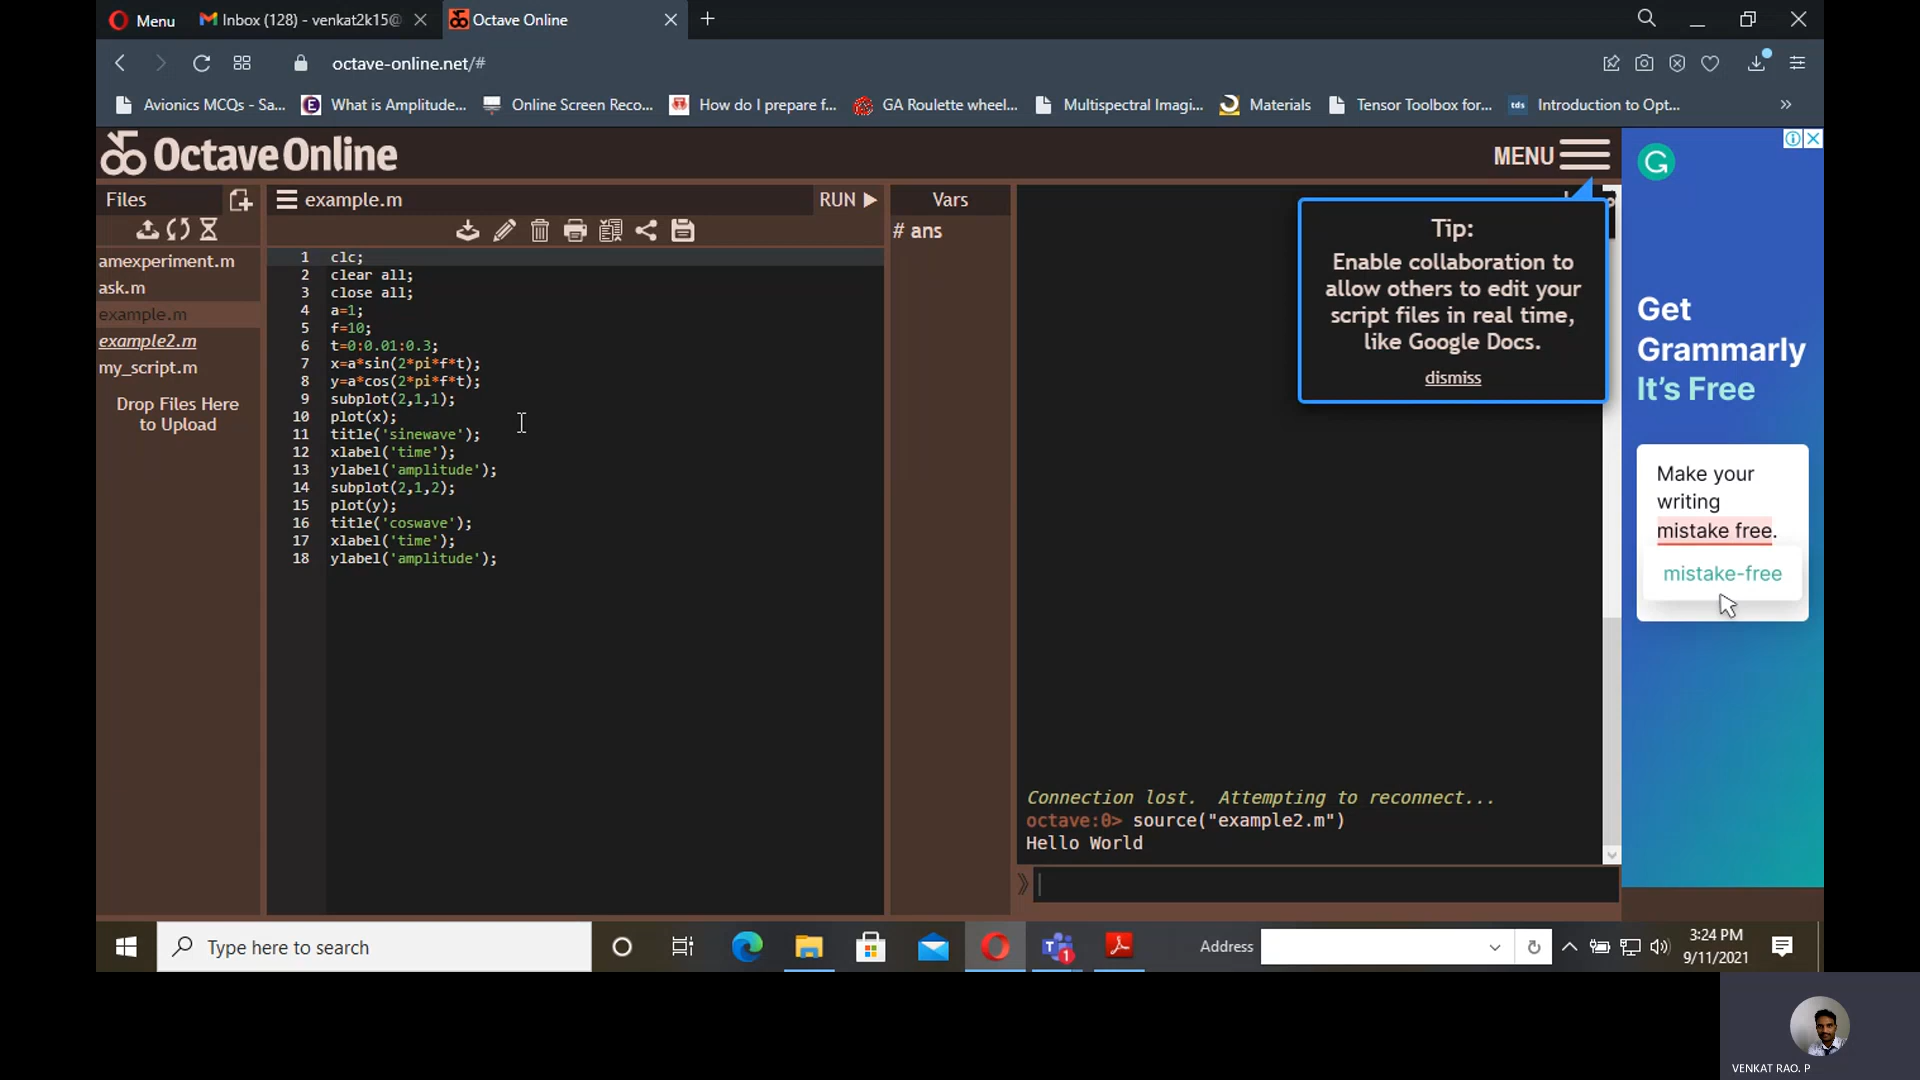 Menu
Inbox (128) - venkat2k15@
Octave Online
octave-online.net/#
Avionics MCQs - Sa...
What is Amplitude...
Online Screen Reco...
How do I prepare f...
GA Roulette wheel...
Multispectral Imagi...
Materials
Tensor Toolbox for...
tds
Introduction to Opt...
»
Octave Online
MENU
Files
example.m
RUN
Vars
# ans
amexperiment.m
ask.m
example.m
example2.m
my_script.m
Drop Files Here
to Upload
1 clc;
2 clear all;
3 close all;
4 a=1;
5 f=10;
6 t=0:0.01:0.3;
7 x=a*sin(2*pi*f*t);
8 y=a*cos(2*pi*f*t);
9 subplot(2,1,1);
10 plot(x);
11 title('sinewave');
12 xlabel('time');
13 ylabel('amplitude');
14 subplot(2,1,2);
15 plot(y);
16 title('coswave');
17 xlabel('time');
18 ylabel('amplitude');
Tip:
Enable collaboration to
allow others to edit your
script files in real time,
like Google Docs.
dismiss
Connection lost. Attempting to reconnect...
octave:0> source("example2.m")
Hello World
Get
Grammarly
It's Free
Make your
writing
mistake free.
mistake-free
Type here to search
1
Address
3:24 PM
9/11/2021
VENKAT RAO. P